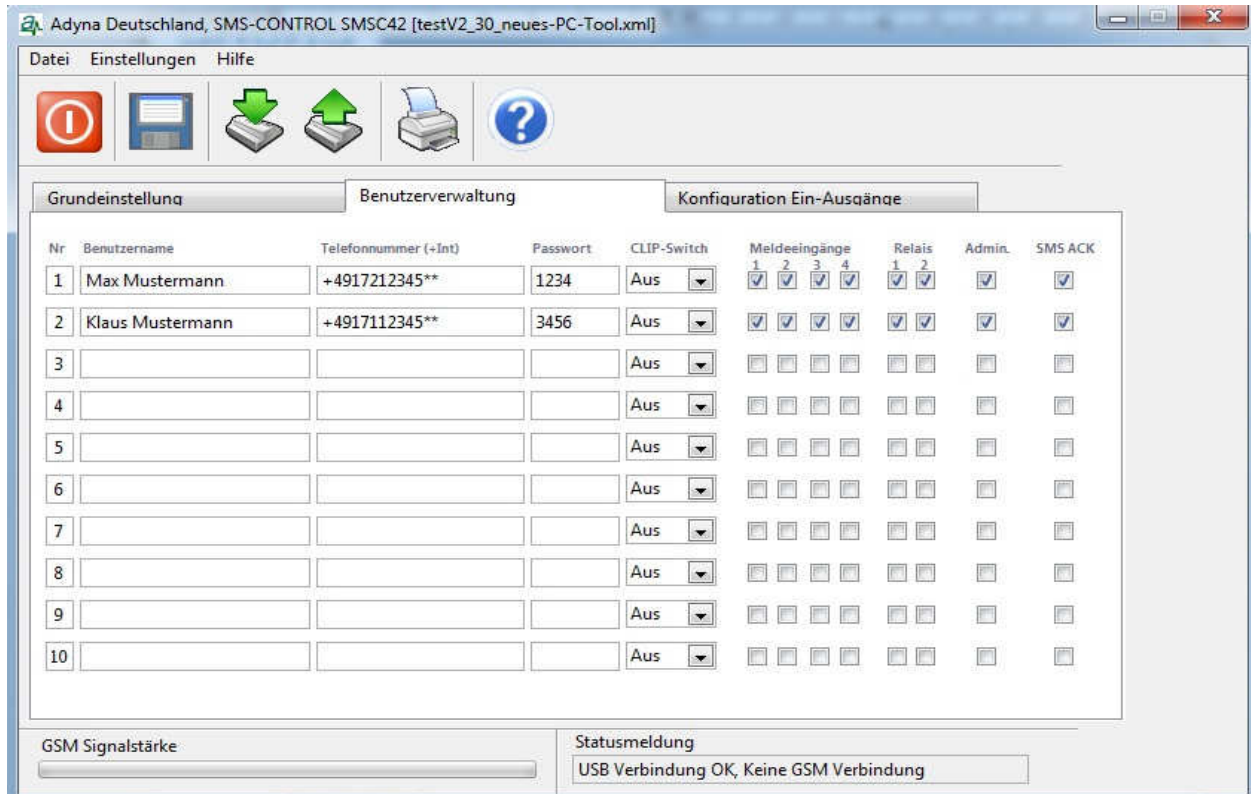 Adyna Deutschland, SMS-CONTROL SMSC42 [testV2_30_neues-PC-Tool.xml]
Datei Einstellungen Hilfe
Grundeinstellung Benutzerverwaltung Konfiguration Ein-Ausgänge
Nr Benutzername Telefonnummer (+Int) Passwort CLIP-Switch Meldeeingänge Relais Admin. SMS ACK
1 2 3 4 1 2
1 Max Mustermann +4917212345** 1234 Aus
2 Klaus Mustermann +4917112345** 3456 Aus
3 Aus
4 Aus
5 Aus
6 Aus
7 Aus
8 Aus
9 Aus
10 Aus
GSM Signalstärke Statusmeldung
USB Verbindung OK, Keine GSM Verbindung